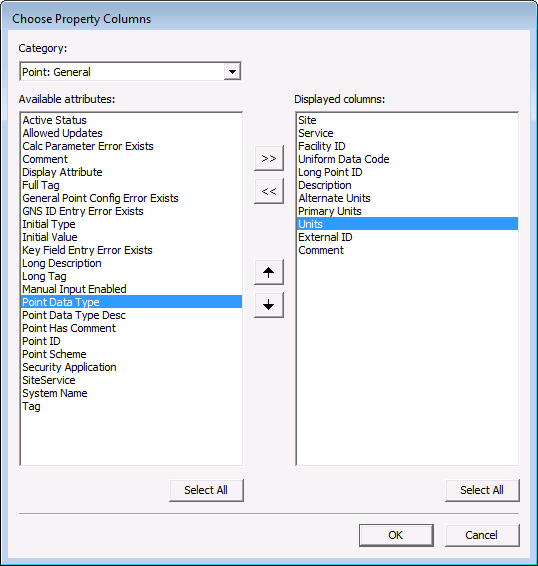 Choose Property Columns
Category:
Point: General
Available attributes:
Active Status
Allowed Updates
Calc Parameter Error Exists
Comment
Display Attribute
Full Tag
General Point Config Error Exists
GNS ID Entry Error Exists
Initial Type
Initial Value
Key Field Entry Error Exists
Long Description
Long Tag
Manual Input Enabled
Point Data Type
Point Data Type Desc
Point Has Comment
Point ID
Point Scheme
Security Application
SiteService
System Name
Tag
Select All
>>
<<
Displayed columns:
Site
Service
Facility ID
Uniform Data Code
Long Point ID
Description
Alternate Units
Primary Units
Units
External ID
Comment
Select All
OK
Cancel